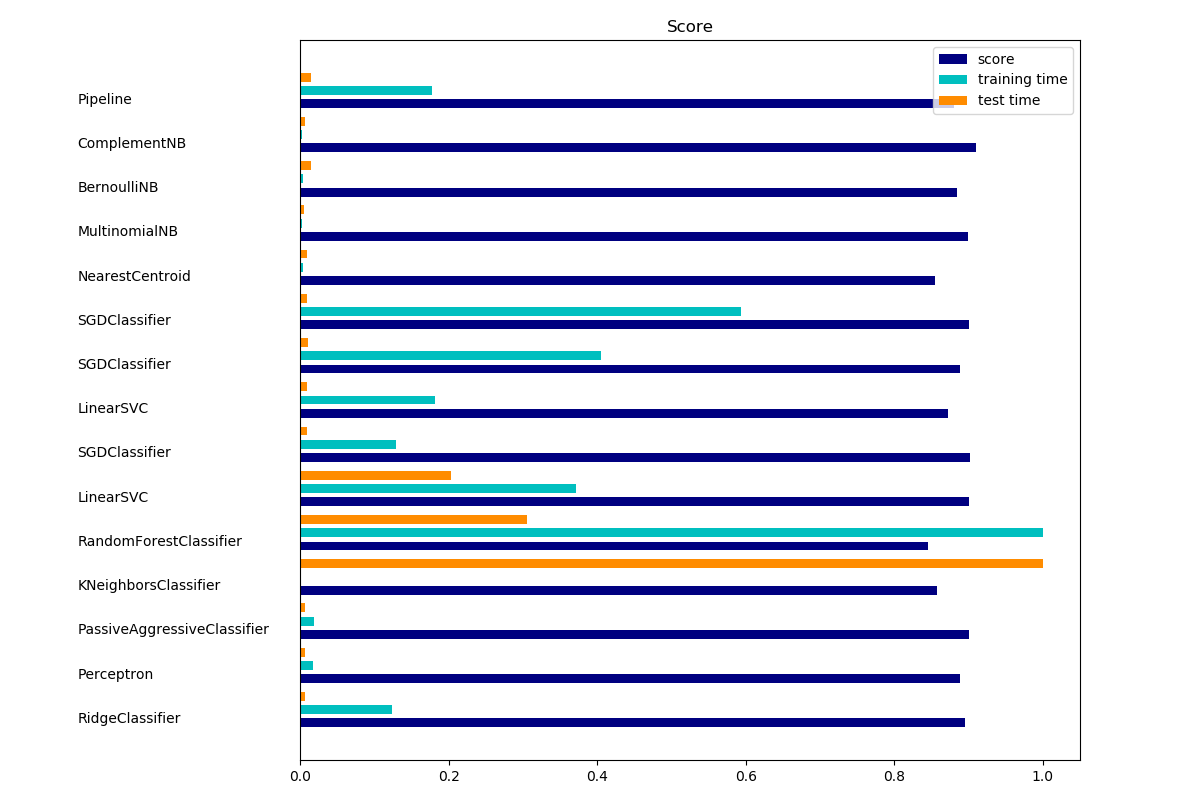 Score
score
training time
test time
Pipeline
ComplementNB
BernoulliNB
MultinomialNB
NearestCentroid
SGDClassifier
SGDClassifier
LinearSVC
SGDClassifier
LinearSVC
RandomForestClassifier
KNeighborsClassifier
PassiveAggressiveClassifier
Perceptron
RidgeClassifier
0.0 0.2 0.4 0.6 0.8 1.0